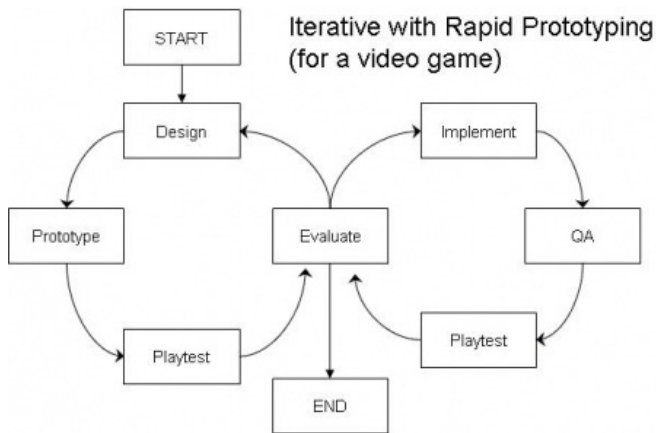 START
Iterative with Rapid Prototyping
(for a video game)
Design
Implement
Prototype
Evaluate
QA
Playtest
Playtest
END